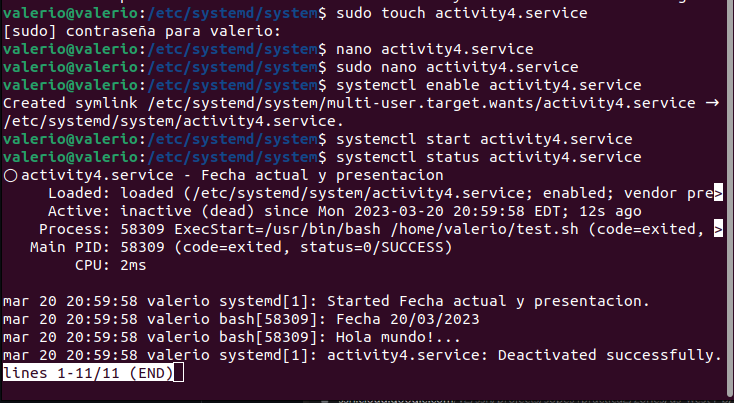 valerio@valerio:/etc/systemd/system$ sudo touch activity4.service
[sudo] contraseña para valerio:
valerio@valerio:/etc/systemd/system$ nano activity4.service
valerio@valerio:/etc/systemd/system$ sudo nano activity4.service
valerio@valerio:/etc/systemd/system$ systemctl enable activity4.service
Created symlink /etc/systemd/system/multi-user.target.wants/activity4.service →
/etc/systemd/system/activity4.service.
valerio@valerio:/etc/systemd/system$ systemctl start activity4.service
valerio@valerio:/etc/systemd/system$ systemctl status activity4.service
○ activity4.service - Fecha actual y presentacion
Loaded: loaded (/etc/systemd/system/activity4.service; enabled; vendor pre>
Active: inactive (dead) since Mon 2023-03-20 20:59:58 EDT; 12s ago
Process: 58309 ExecStart=/usr/bin/bash /home/valerio/test.sh (code=exited, >
Main PID: 58309 (code=exited, status=0/SUCCESS)
CPU: 2ms
mar 20 20:59:58 valerio systemd[1]: Started Fecha actual y presentacion.
mar 20 20:59:58 valerio bash[58309]: Fecha 20/03/2023
mar 20 20:59:58 valerio bash[58309]: Hola mundo!...
mar 20 20:59:58 valerio systemd[1]: activity4.service: Deactivated successfully.
lines 1-11/11 (END)